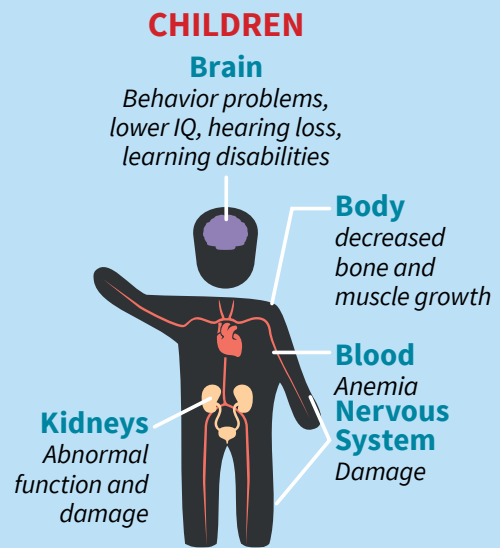 CHILDREN
Brain
Behavior problems,
lower IQ, hearing loss,
learning disabilities
Body
decreased
bone and
muscle growth
Blood
Anemia
Nervous
System
Damage
Kidneys
Abnormal
function and
damage